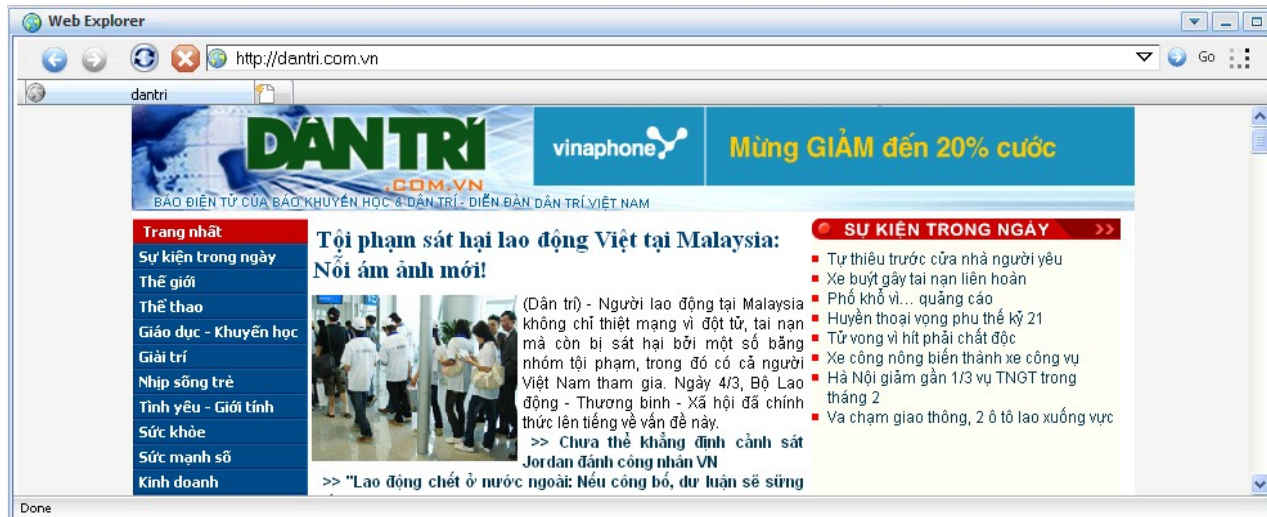 Web Explorer
http://dantri.com.vn
Go
dantri
DÂN TRÍ
.COM.VN
vinaphone
Mừng GIẢM đến 20% cước
BÁO ĐIỆN TỬ CỦA BÁO KHUYẾN HỌC & DÂN TRÍ - DIỄN ĐÀN DÂN TRÍ VIỆT NAM
Trang nhất
Sự kiện trong ngày
Thế giới
Thể thao
Giáo dục - Khuyến học
Giải trí
Nhịp sống trẻ
Tình yêu - Giới tính
Sức khỏe
Sức mạnh số
Kinh doanh
Tội phạm sát hại lao động Việt tại Malaysia:
Nỗi ám ảnh mới!
(Dân trí) - Người lao động tại Malaysia
không chỉ thiệt mạng vì đột tử, tai nạn
mà còn bị sát hại bởi một số băng
nhóm tội phạm, trong đó có cả người
Việt Nam tham gia. Ngày 4/3, Bộ Lao
động - Thương binh - Xã hội đã chính
thức lên tiếng về vấn đề này.
>> Chưa thể khẳng định cảnh sát
Jordan đánh công nhân VN
>> "Lao động chết ở nước ngoài: Nếu công bố, dư luận sẽ sững
SỰ KIỆN TRONG NGÀY >>
Tự thiêu trước cửa nhà người yêu
Xe buýt gây tai nạn liên hoàn
Phố khổ vì... quảng cáo
Huyền thoại vọng phu thế kỷ 21
Tử vong vì hít phải chất độc
Xe công nông biến thành xe công vụ
Hà Nội giảm gần 1/3 vụ TNGT trong
tháng 2
Va chạm giao thông, 2 ô tô lao xuống vực
Done